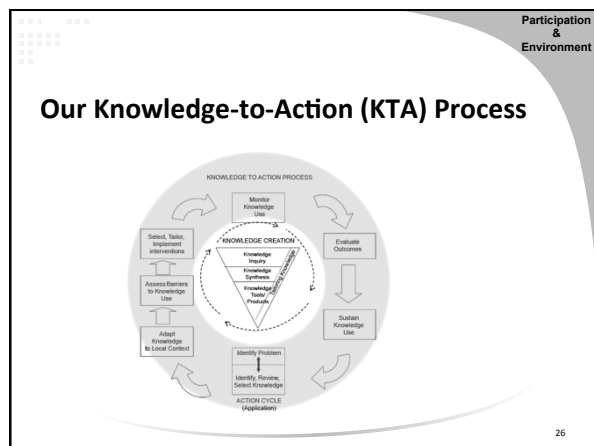 Participation
&
Environment
Our Knowledge-to-Action (KTA) Process
KNOWLEDGE TO ACTION PROCESS
Monitor
Knowledge
Use
Select, Tailor,
Implement
interventions
KNOWLEDGE CREATION
Evaluate
Outcomes
Knowledge
Inquiry
Knowledge
Synthesis
Knowledge
Tools/
Products
Tailoring Knowledge
Assess Barriers
to Knowledge
Use
Sustain
Knowledge
Use
Adapt
Knowledge
to Local Context
Identify Problem
Identify, Review,
Select Knowledge
ACTION CYCLE
(Application)
26